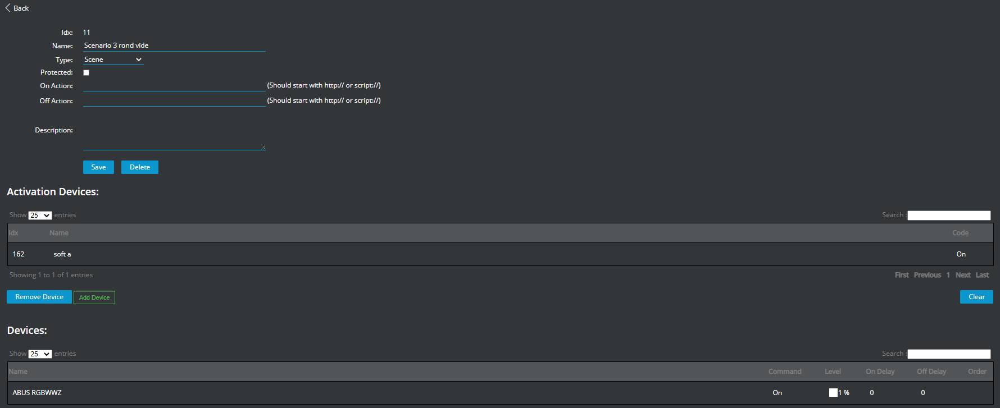 Back
Idx: 11
Name: Scenario 3 rond vide
Type: Scene
Protected:
On Action: (Should start with http:// or script://)
Off Action: (Should start with http:// or script://)
Description:
Save Delete
Activation Devices:
Show 25 entries Search :
Idx Name Code
162 soft a On
Showing 1 to 1 of 1 entries First Previous 1 Next Last
Remove Device Add Device Clear
Devices:
Show 25 entries Search :
Name Command Level On Delay Off Delay Order
ABUS RGBWWZ On 1 % 0 0